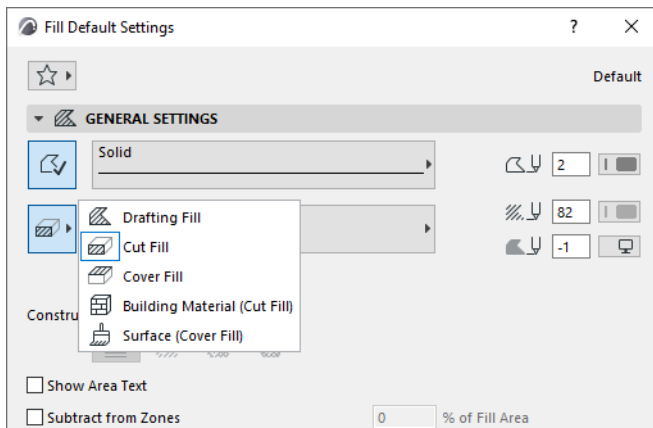 Fill Default Settings
?
Default
GENERAL SETTINGS
Solid
2
82
-1
Drafting Fill
Cut Fill
Cover Fill
Building Material (Cut Fill)
Surface (Cover Fill)
Constru
Show Area Text
Subtract from Zones 0 % of Fill Area